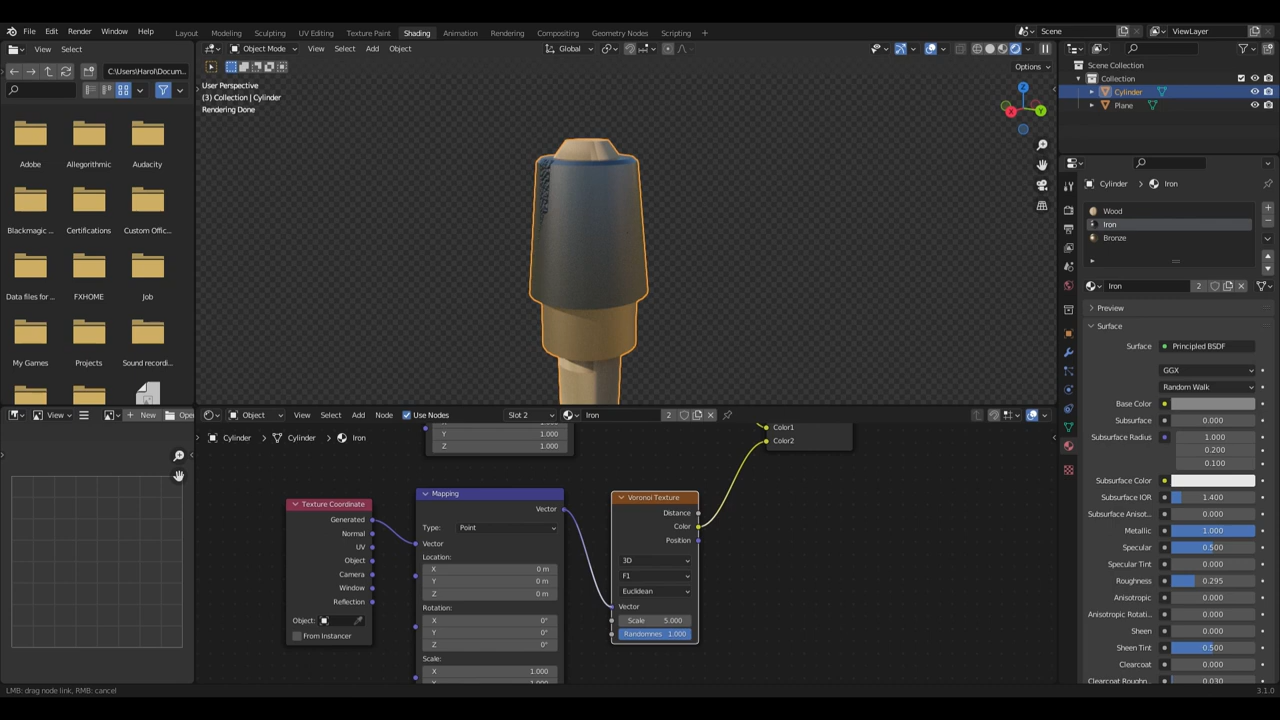 File Edit Render Window Help Layout Modeling Sculpting UV Editing Texture Paint Shading Animation Rendering Compositing Geometry Nodes Scripting Scene ViewLayer
View Select Object Mode View Select Add Object Global
C:\Users\Harol\Docum... Options
User Perspective
(3) Collection | Cylinder
Rendering Done
Z
X Y
Adobe Allegorithmic Audacity
Blackmagic ... Certifications Custom Offic...
Data files for ... FXHOME Job
My Games Projects Sound recordi...
Scene Collection
Collection
Cylinder
Plane
Cylinder Iron
Wood
Iron
Bronze
Iron 2
Preview
Surface
Surface Principled BSDF
GGX
Random Walk
Base Color
Subsurface 0.000
Subsurface Radius 1.000
0.200
0.100
Subsurface Color
Subsurface IOR 1.400
Subsurface Anisot... 0.000
Metallic 1.000
Specular 0.500
Specular Tint 0.000
Roughness 0.295
Anisotropic 0.000
Anisotropic Rotati... 0.000
Sheen 0.000
Sheen Tint 0.500
Clearcoat 0.000
Clearcoat Roughn... 0.030
View New Open
Object View Select Add Node Use Nodes Slot 2 Iron 2
Cylinder Cylinder Iron
Y 1.000
Z 1.000
Color1
Color2
Texture Coordinate
Generated
Normal
UV
Object
Camera
Window
Reflection
Object:
From Instancer
Mapping
Vector
Type: Point
Vector
Location:
X 0 m
Y 0 m
Z 0 m
Rotation:
X 0°
Y 0°
Z 0°
Scale:
X 1.000
Voronoi Texture
Distance
Color
Position
3D
F1
Euclidean
Vector
Scale 5.000
Randomnes 1.000
LMB: drag node link, RMB: cancel 3.1.0